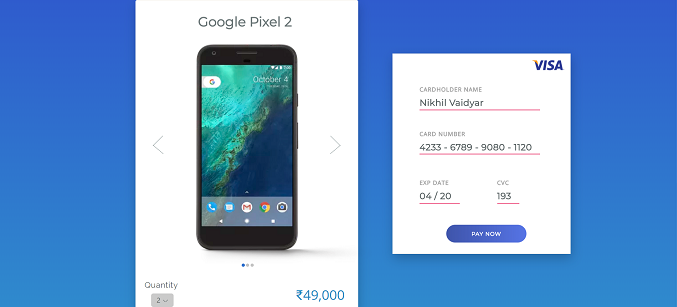 Google Pixel 2
October 4
Quantity
2
₹49,000
VISA
CARDHOLDER NAME
Nikhil Vaidyar
CARD NUMBER
4233 - 6789 - 9080 - 1120
EXP DATE
CVC
04 / 20
193
PAY NOW